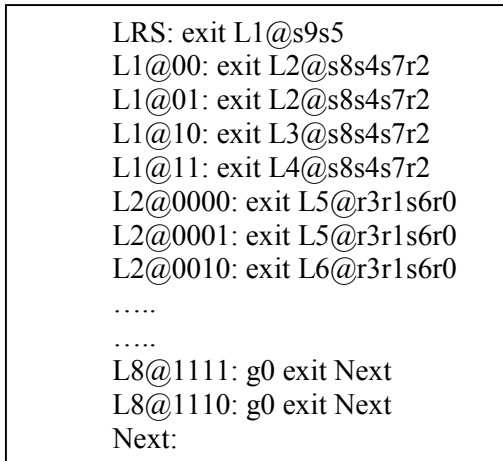 LRS: exit L1@s9s5
L1@00: exit L2@s8s4s7r2
L1@01: exit L2@s8s4s7r2
L1@10: exit L3@s8s4s7r2
L1@11: exit L4@s8s4s7r2
L2@0000: exit L5@r3r1s6r0
L2@0001: exit L5@r3r1s6r0
L2@0010: exit L6@r3r1s6r0
…..
…..
L8@1111: g0 exit Next
L8@1110: g0 exit Next
Next: